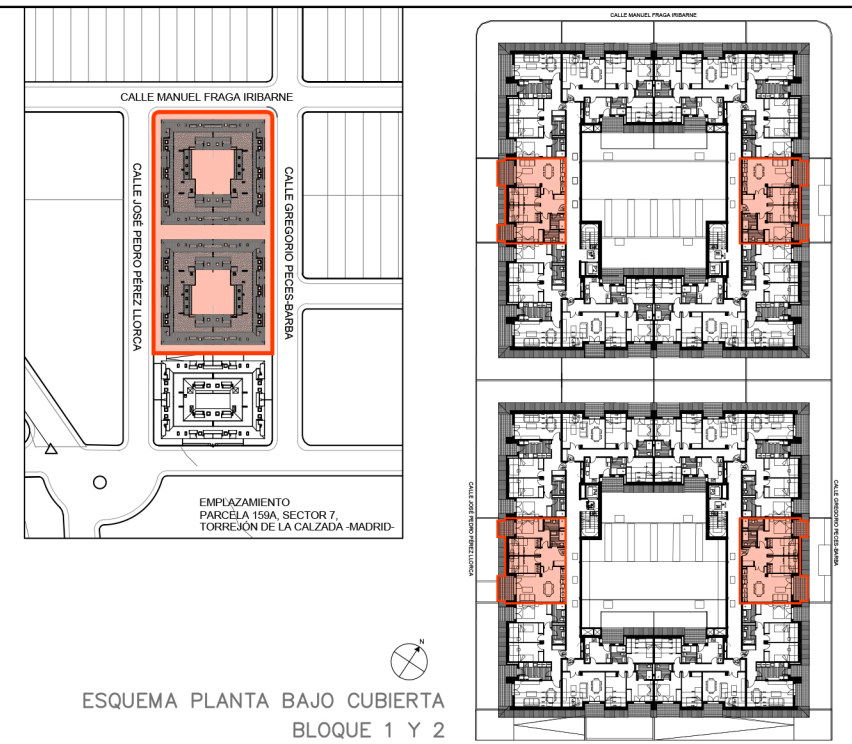 CALLE MANUEL FRAGA IRIBARNE
CALLE JOSÉ PEDRO PÉREZ LLORCA
CALLE GREGORIO PECES-BARBA
EMPLAZAMIENTO
PARCELA 159A, SECTOR 7,
TORREJÓN DE LA CALZADA -MADRID-
N
ESQUEMA PLANTA BAJO CUBIERTA
BLOQUE 1 Y 2
CALLE MANUEL FRAGA IRIBARNE
CALLE JOSÉ PEDRO PÉREZ LLORCA
CALLE GREGORIO PECES-BARBA